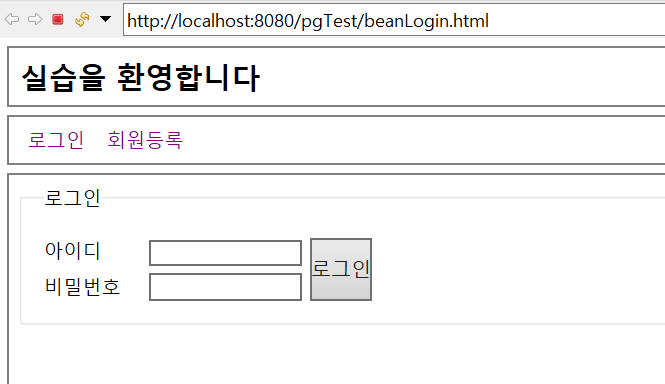 http://localhost:8080/pgTest/beanLogin.html
실습을 환영합니다
로그인 회원등록
로그인
아이디
로그인
비밀번호